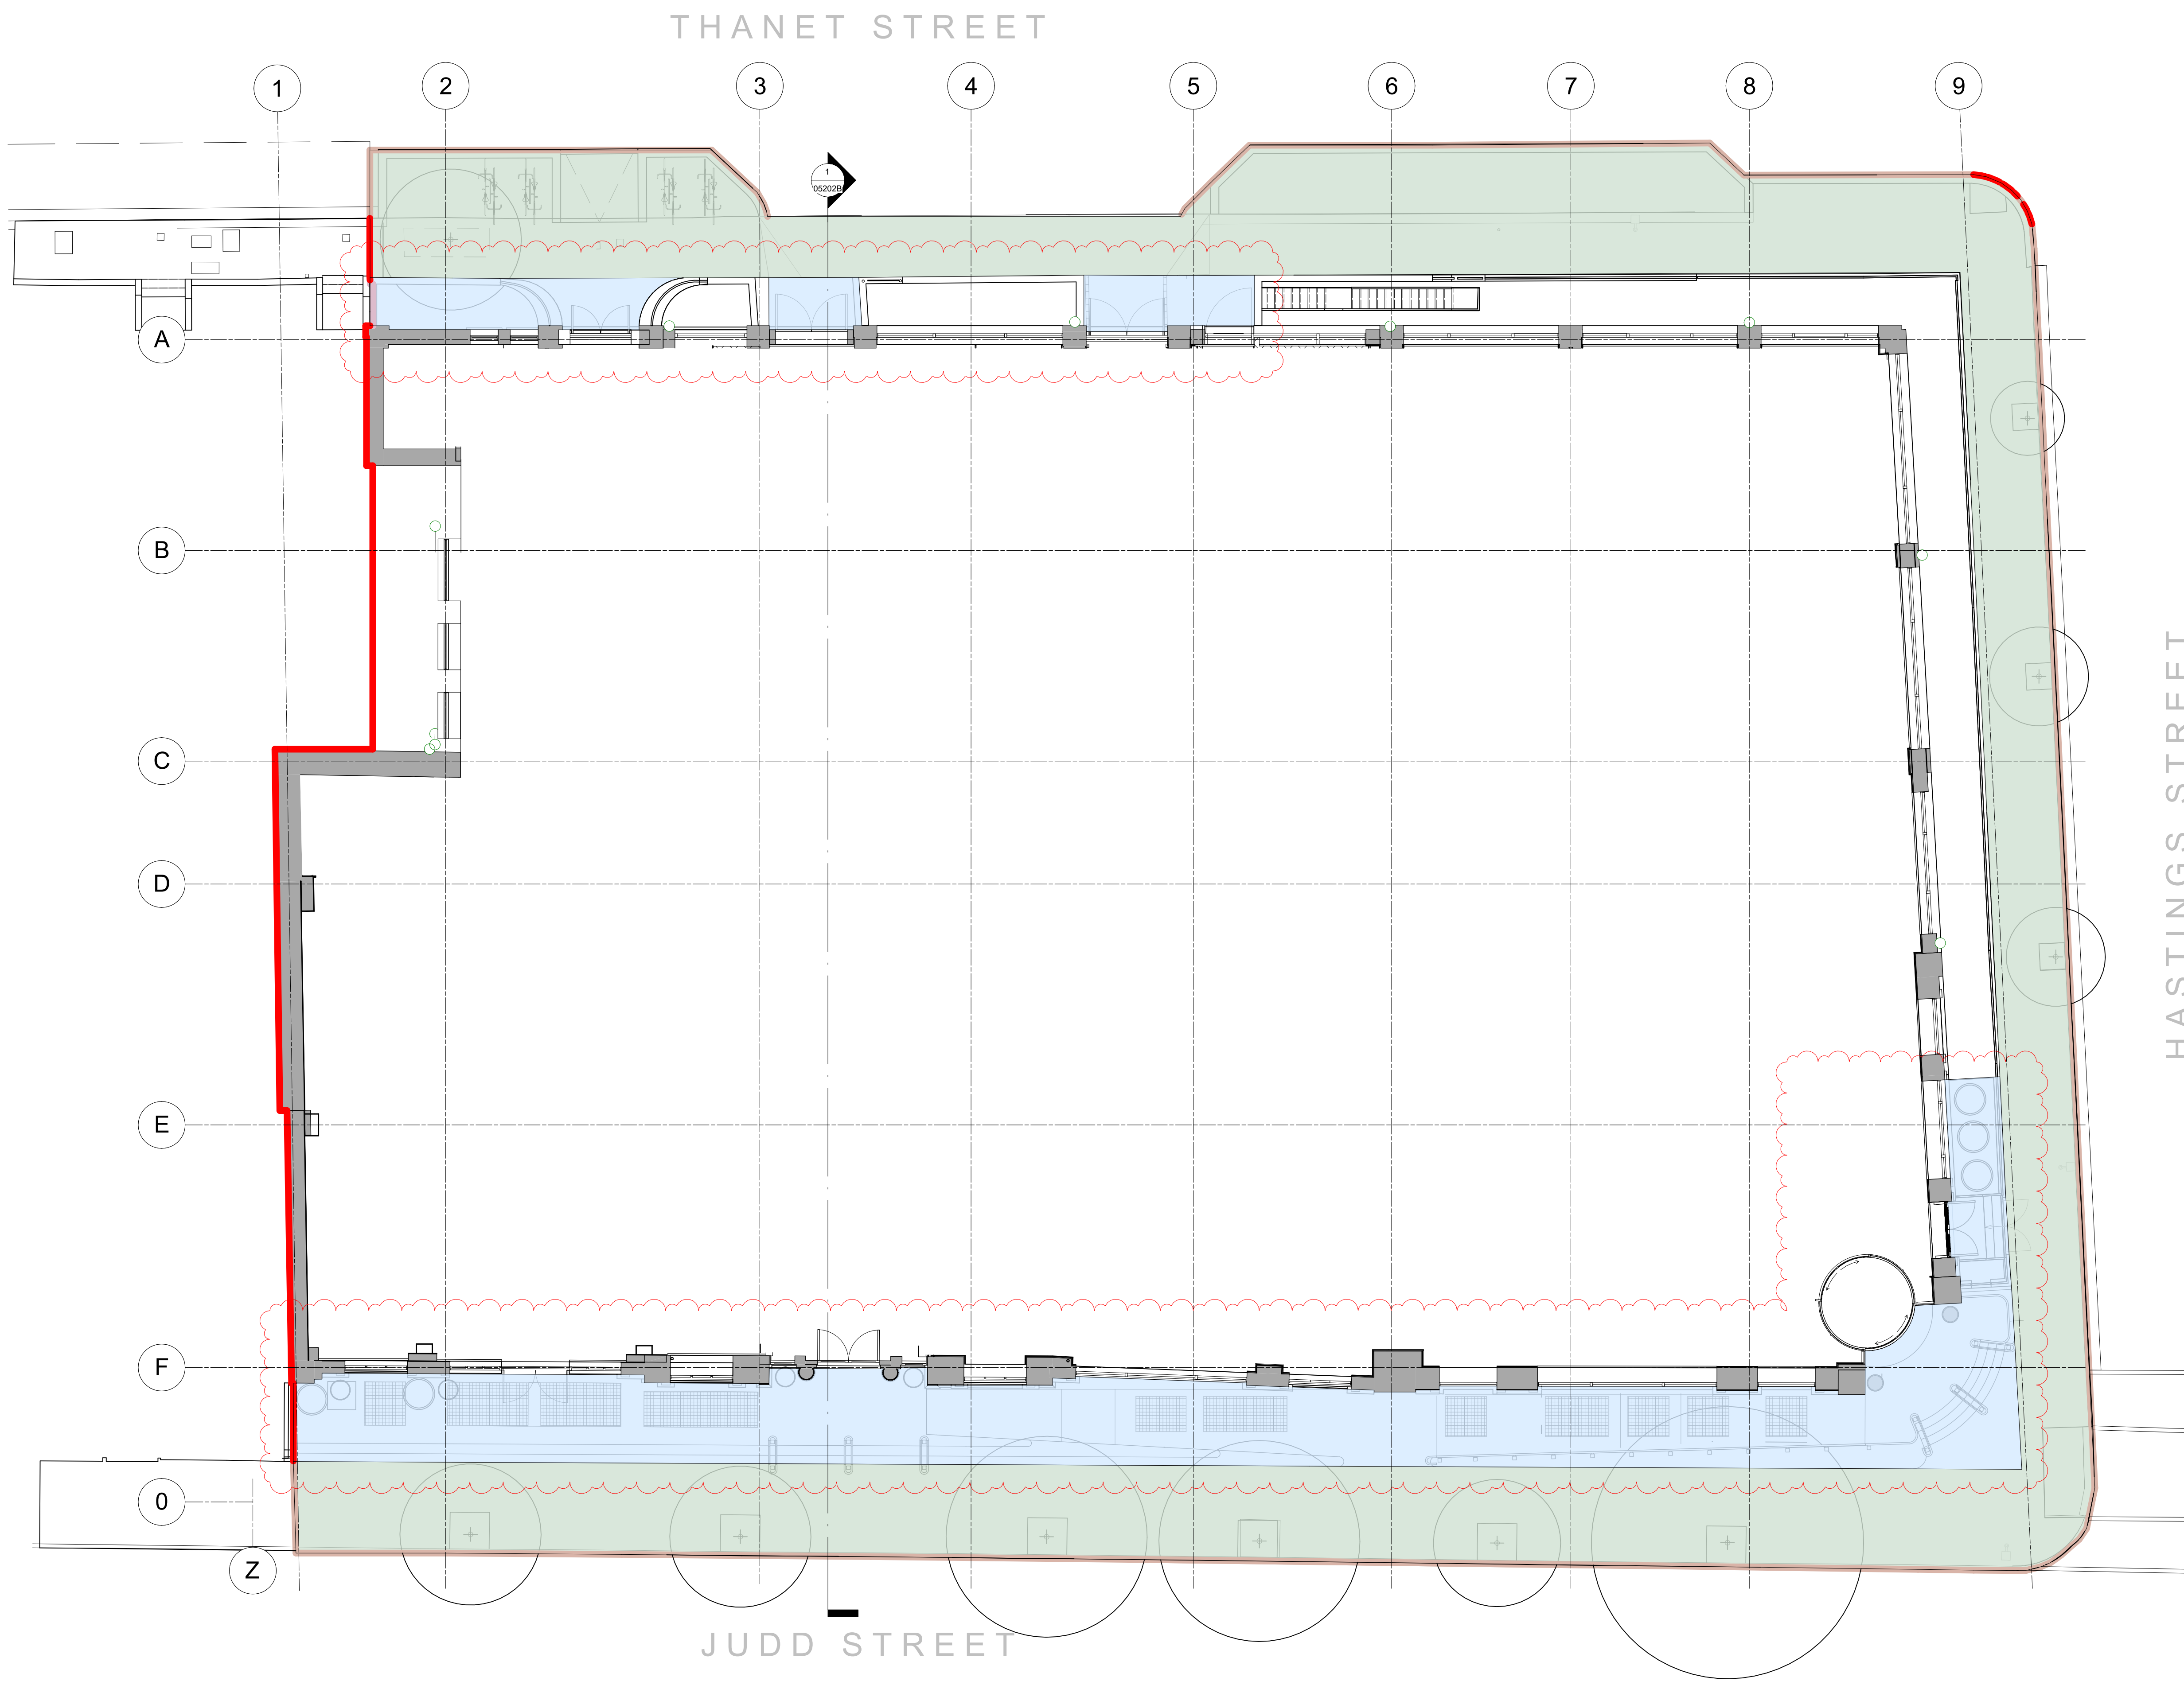 THANET STREET
1 2 3 4 5 6 7 8 9
1
05202B
A
B
C
D
E
F
0
Z
HASTINGS STREET
JUDD STREET